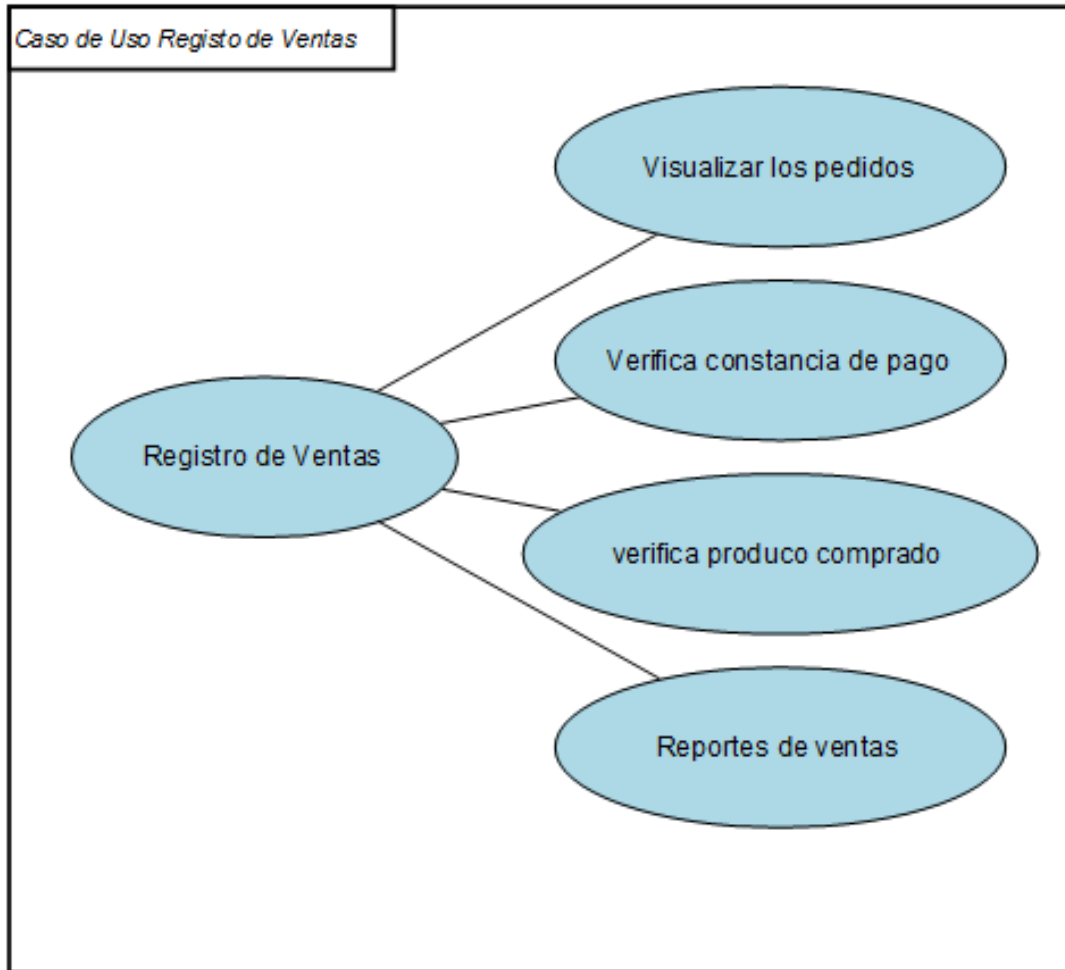 Caso de Uso Registo de Ventas
Visualizar los pedidos
Verifica constancia de pago
Registro de Ventas
verifica produco comprado
Reportes de ventas